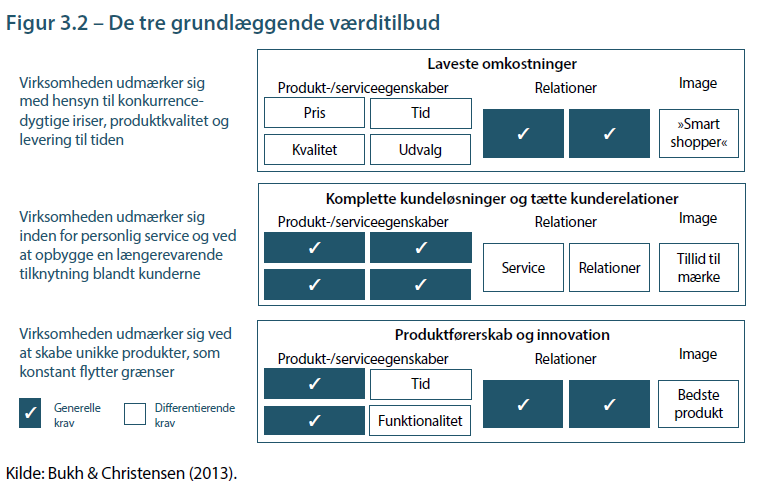 Figur 3.2 – De tre grundlæggende værditilbud
Virksomheden udmærker sig
med hensyn til konkurrence-
dygtige iriser, produktkvalitet og
levering til tiden
Laveste omkostninger
Produkt-/serviceegenskaber
Relationer
Image
Pris
Tid
✓
✓
»Smart
shopper«
Kvalitet
Udvalg
Virksomheden udmærker sig
inden for personlig service og ved
at opbygge en længerevarende
tilknytning blandt kunderne
Komplette kundeløsninger og tætte kunderelationer
Produkt-/serviceegenskaber
Relationer
Image
✓
✓
Service
Relationer
Tillid til
mærke
✓
✓
Virksomheden udmærker sig ved
at skabe unikke produkter, som
konstant flytter grænser
Produktførerskab og innovation
Produkt-/serviceegenskaber
Relationer
Image
✓
Tid
✓
✓
Bedste
produkt
✓
Funktionalitet
✓
Generelle
krav
Differentierende
krav
Kilde: Bukh & Christensen (2013).